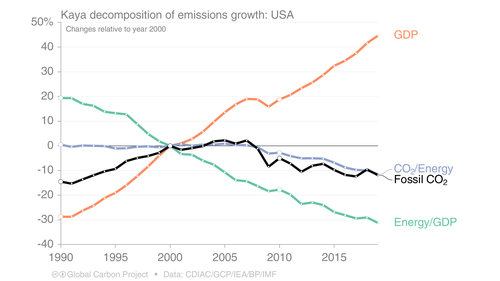 Kaya decomposition of emissions growth: USA
50%
Changes relative to year 2000
GDP
40
30
20
10
0
-10
CO₂/Energy
Fossil CO₂
-20
-30
Energy/GDP
-40
1990 1995 2000 2005 2010 2015
Global Carbon Project • Data: CDIAC/GCP/IEA/BP/IMF